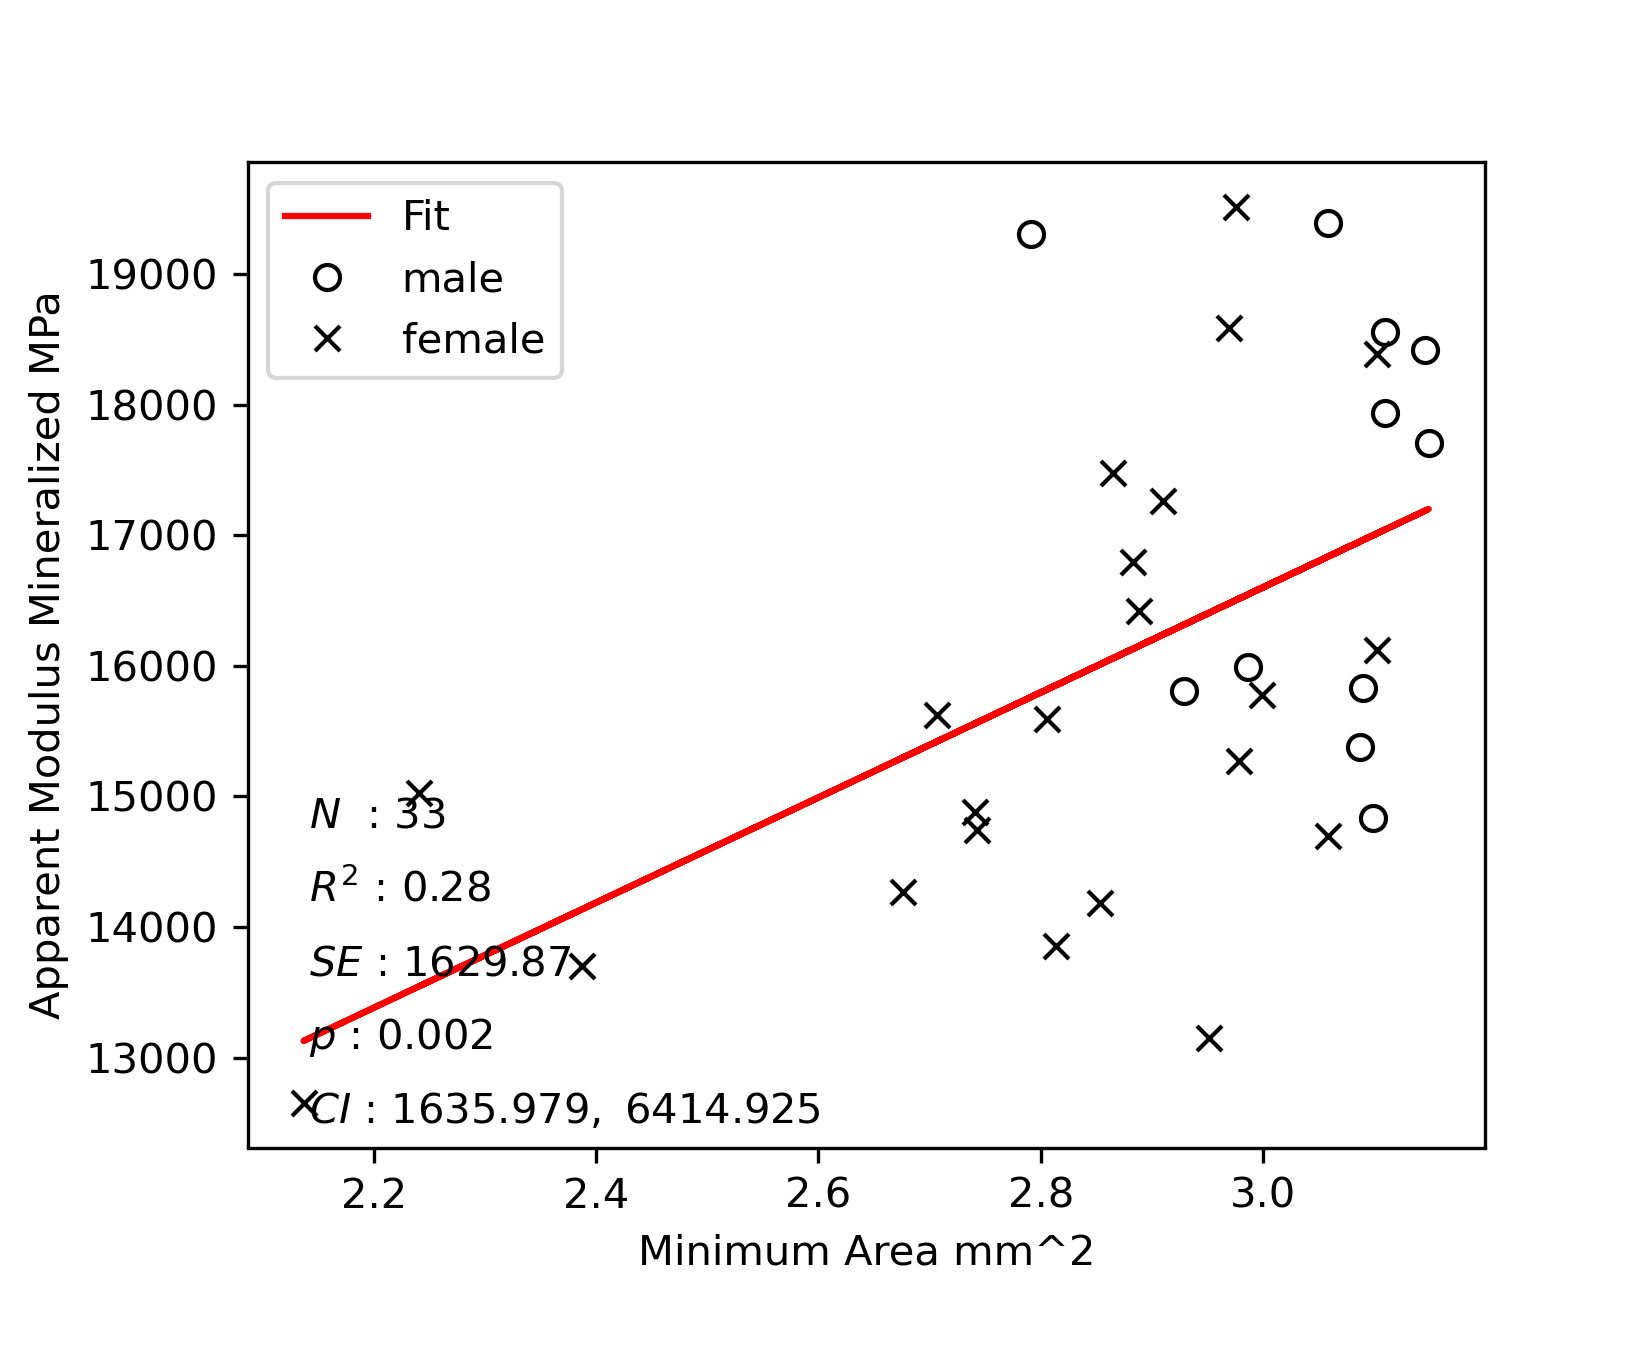 Fit
male
female
19000
18000
17000
16000
15000
14000
13000
Apparent Modulus Mineralized MPa
N : 33
R² : 0.28
SE : 1629.87
p : 0.002
CI : 1635.979, 6414.925
2.2 2.4 2.6 2.8 3.0
Minimum Area mm^2